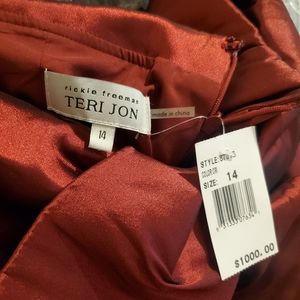 rickie freeman
TERI JON
14
made in china
STYLE:
COLOR:
SIZE: 14
$1000.00